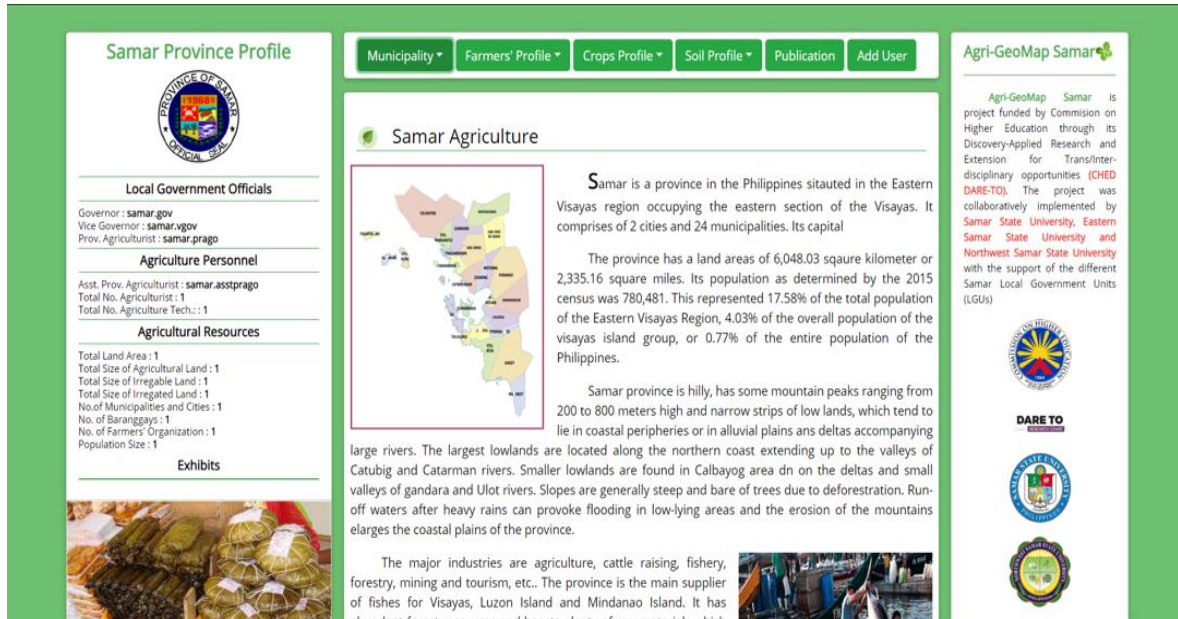 Samar Province Profile
PROVINCE OF SAMAR
OFFICIAL SEAL
Local Government Officials
Governor : samar.gov
Vice Governor : samar.vgov
Prov. Agriculturist : samar.prago
Agriculture Personnel
Asst. Prov. Agriculturist : samar.asstprago
Total No. Agriculturist : 1
Total No. Agriculture Tech.: : 1
Agricultural Resources
Total Land Area : 1
Total Size of Agricultural Land : 1
Total Size of Irregable Land : 1
Total Size of Irregated Land : 1
No.of Municipalities and Cities : 1
No. of Baranggays : 1
No. of Farmers' Organization : 1
Population Size : 1
Exhibits
Municipality
Farmers' Profile
Crops Profile
Soil Profile
Publication
Add User
Samar Agriculture
Samar is a province in the Philippines sitauted in the Eastern
Visayas region occupying the eastern section of the Visayas. It
comprises of 2 cities and 24 municipalities. Its capital
The province has a land areas of 6,048.03 sqaure kilometer or
2,335.16 square miles. Its population as determined by the 2015
census was 780,481. This represented 17.58% of the total population
of the Eastern Visayas Region, 4.03% of the overall population of the
visayas island group, or 0.77% of the entire population of the
Philippines.
Samar province is hilly, has some mountain peaks ranging from
200 to 800 meters high and narrow strips of low lands, which tend to
lie in coastal peripheries or in alluvial plains ans deltas accompanying
large rivers. The largest lowlands are located along the northern coast extending up to the valleys of
Catubig and Catarman rivers. Smaller lowlands are found in Calbayog area dn on the deltas and small
valleys of gandara and Ulot rivers. Slopes are generally steep and bare of trees due to deforestration. Run-
off waters after heavy rains can provoke flooding in low-lying areas and the erosion of the mountains
elarges the coastal plains of the province.
The major industries are agriculture, cattle raising, fishery,
forestry, mining and tourism, etc.. The province is the main supplier
of fishes for Visayas, Luzon Island and Mindanao Island. It has
Agri-GeoMap Samar
Agri-GeoMap Samar is
project funded by Commision on
Higher Education through its
Discovery-Applied Research and
Extension for Trans/Inter-
disciplinary opportunities (CHED
DARE-TO). The project was
collaboratively implemented by
Samar State University, Eastern
Samar State University and
Northwest Samar State University
with the support of the different
Samar Local Government Units
(LGUs)
DARE TO